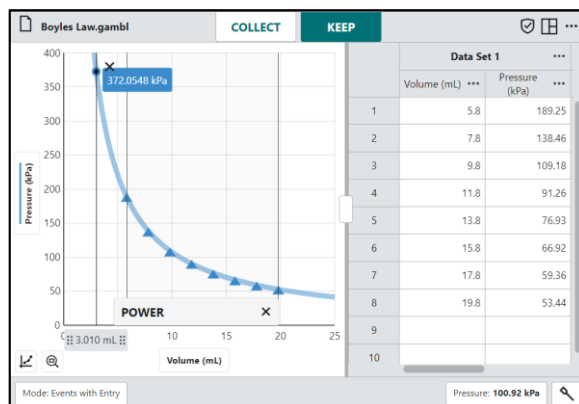 Boyles Law.gambl
COLLECT
KEEP
400
350
300
250
200
150
100
50
0
Pressure (kPa)
372.0548 kPa
POWER
10
15
20
25
3.010 mL
Volume (mL)
Data Set 1
Volume (mL)
Pressure (kPa)
1 5.8 189.25
2 7.8 138.46
3 9.8 109.18
4 11.8 91.26
5 13.8 76.93
6 15.8 66.92
7 17.8 59.36
8 19.8 53.44
9
10
Mode: Events with Entry
Pressure: 100.92 kPa